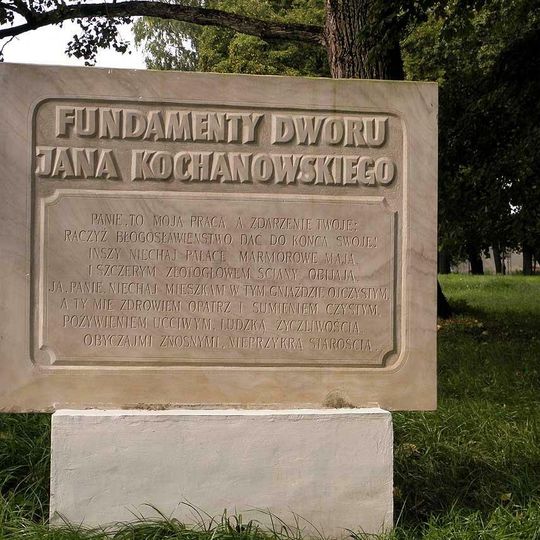 FUNDAMENTY DWORU
JANA KOCHANOWSKIEGO
PANIE, TO MOJA PRACA A ZDARZENIE TWOJE;
RACZYŻ BŁOGOSŁAWIEŃSTWO DAĆ DO KOŃCA SWOJE!
INSZY NIECHAJ PAŁACE MARMOROWE MAJĄ
I SZCZERYM ZŁOTOGŁOWEM ŚCIANY OBIJAJĄ,
JA, PANIE, NIECHAJ MIESZKAM W TYM GNIAŹDZIE OJCZYSTYM,
A TY MIĘ ZDROWIEM OPATRZ I SUMIENIEM CZYSTYM,
POŻYWIENIEM UCCIWYM, LUDZKĄ ŻYCZLIWOŚCIĄ,
OBYCZAJMI ZNOŚNYMI, NIEPRZYKRĄ STAROŚCIĄ.